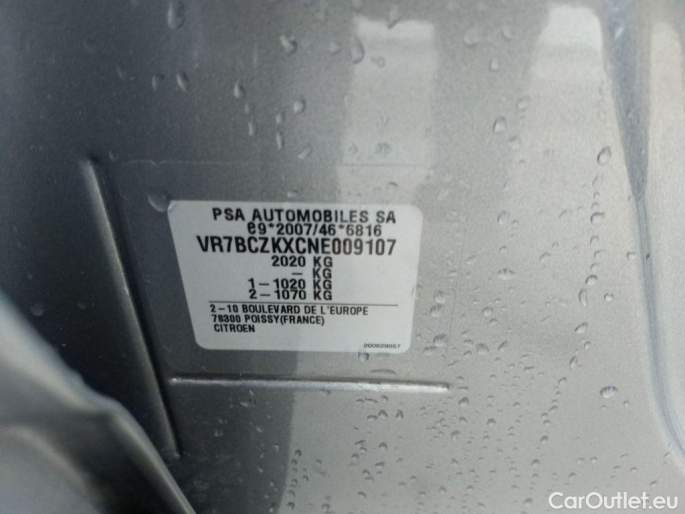 PSA AUTOMOBILES SA
e9*2007/46*6816
VR7BCZKXCNE009107
2020 KG
- KG
1-1020 KG
2-1070 KG
2-10 BOULEVARD DE L'EUROPE
78300 POISSY(FRANCE)
CITROEN
CarOutlet.eu